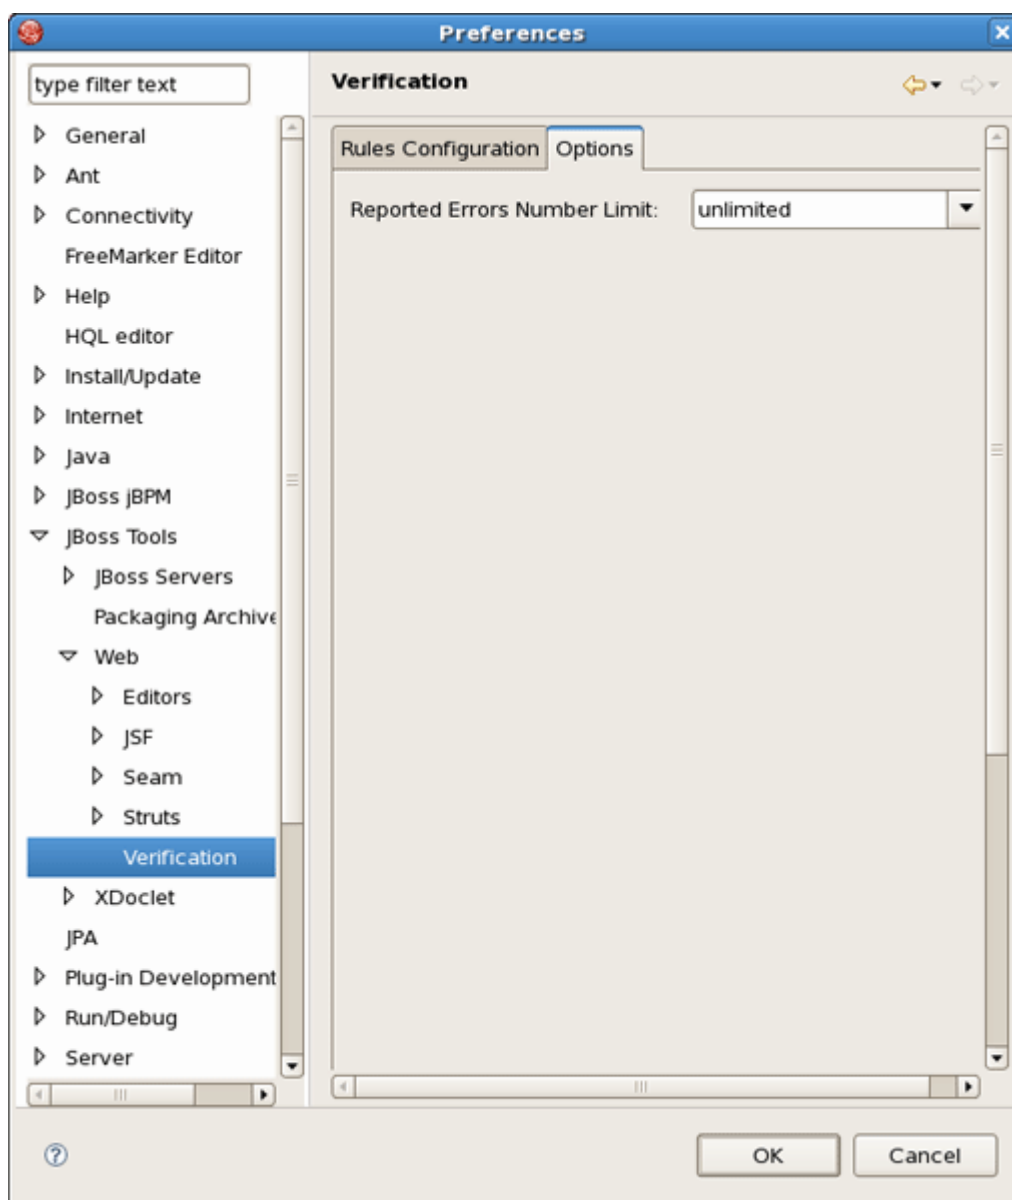 Preferences
type filter text
General
Ant
Connectivity
FreeMarker Editor
Help
HQL editor
Install/Update
Internet
Java
JBoss jBPM
JBoss Tools
JBoss Servers
Packaging Archive
Web
Editors
JSF
Seam
Struts
Verification
XDoclet
JPA
Plug-in Development
Run/Debug
Server
Verification
Rules Configuration Options
Reported Errors Number Limit: unlimited
OK Cancel